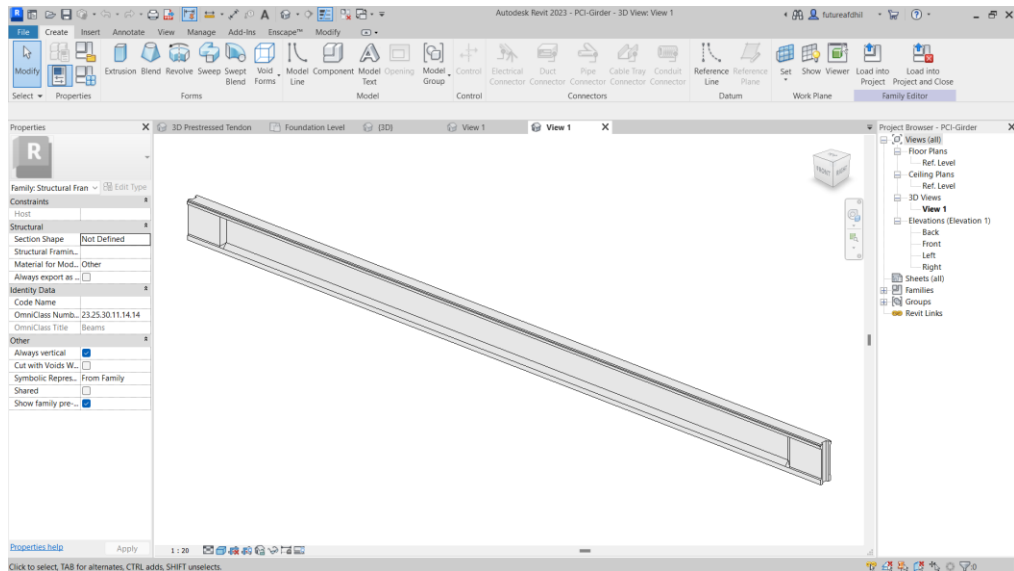 Autodesk Revit 2023 - PCI-Girder - 3D View: View 1
futureafdhil
File Create Insert Annotate View Manage Add-Ins Enscape™ Modify
Modify
Extrusion Blend Revolve Sweep Swept Blend Void Forms
Model Line Component Model Text Opening Model Group
Control
Electrical Connector Duct Connector Pipe Connector Cable Tray Connector Conduit Connector
Reference Line Reference Plane
Set Show Viewer
Load into Project Load into Project and Close
Select Properties Forms Model Control Connectors Datum Work Plane Family Editor
Properties
3D Prestressed Tendon
Foundation Level
{3D}
View 1
View 1
R
Family: Structural Fran
Edit Type
Constraints
Host
Structural
Section Shape Not Defined
Structural Framin...
Material for Mod... Other
Always export as ...
Identity Data
Code Name
OmniClass Numb... 23.25.30.11.14.14
OmniClass Title Beams
Other
Always vertical
Cut with Voids W...
Symbolic Repres... From Family
Shared
Show family pre-...
Properties help
Apply
FRONT
RIGHT
Project Browser - PCI-Girder
Views (all)
Floor Plans
Ref. Level
Ceiling Plans
Ref. Level
3D Views
View 1
Elevations (Elevation 1)
Back
Front
Left
Right
Sheets (all)
Families
Groups
Revit Links
1 : 20
Click to select, TAB for alternates, CTRL adds, SHIFT unselects.
:0